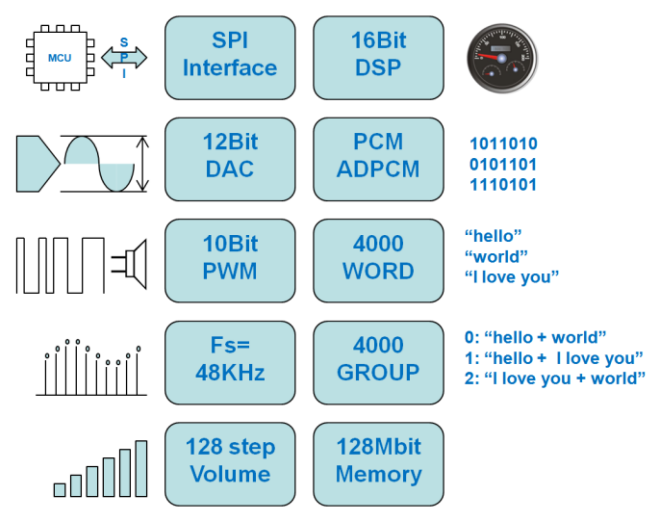 MCU
S
P
I
SPI
Interface
16Bit
DSP
12Bit
DAC
PCM
ADPCM
1011010
0101101
1110101
10Bit
PWM
4000
WORD
“hello”
“world”
“I love you”
Fs=
48KHz
4000
GROUP
0: “hello + world”
1: “hello +  I love you”
2: “I love you + world”
128 step
Volume
128Mbit
Memory